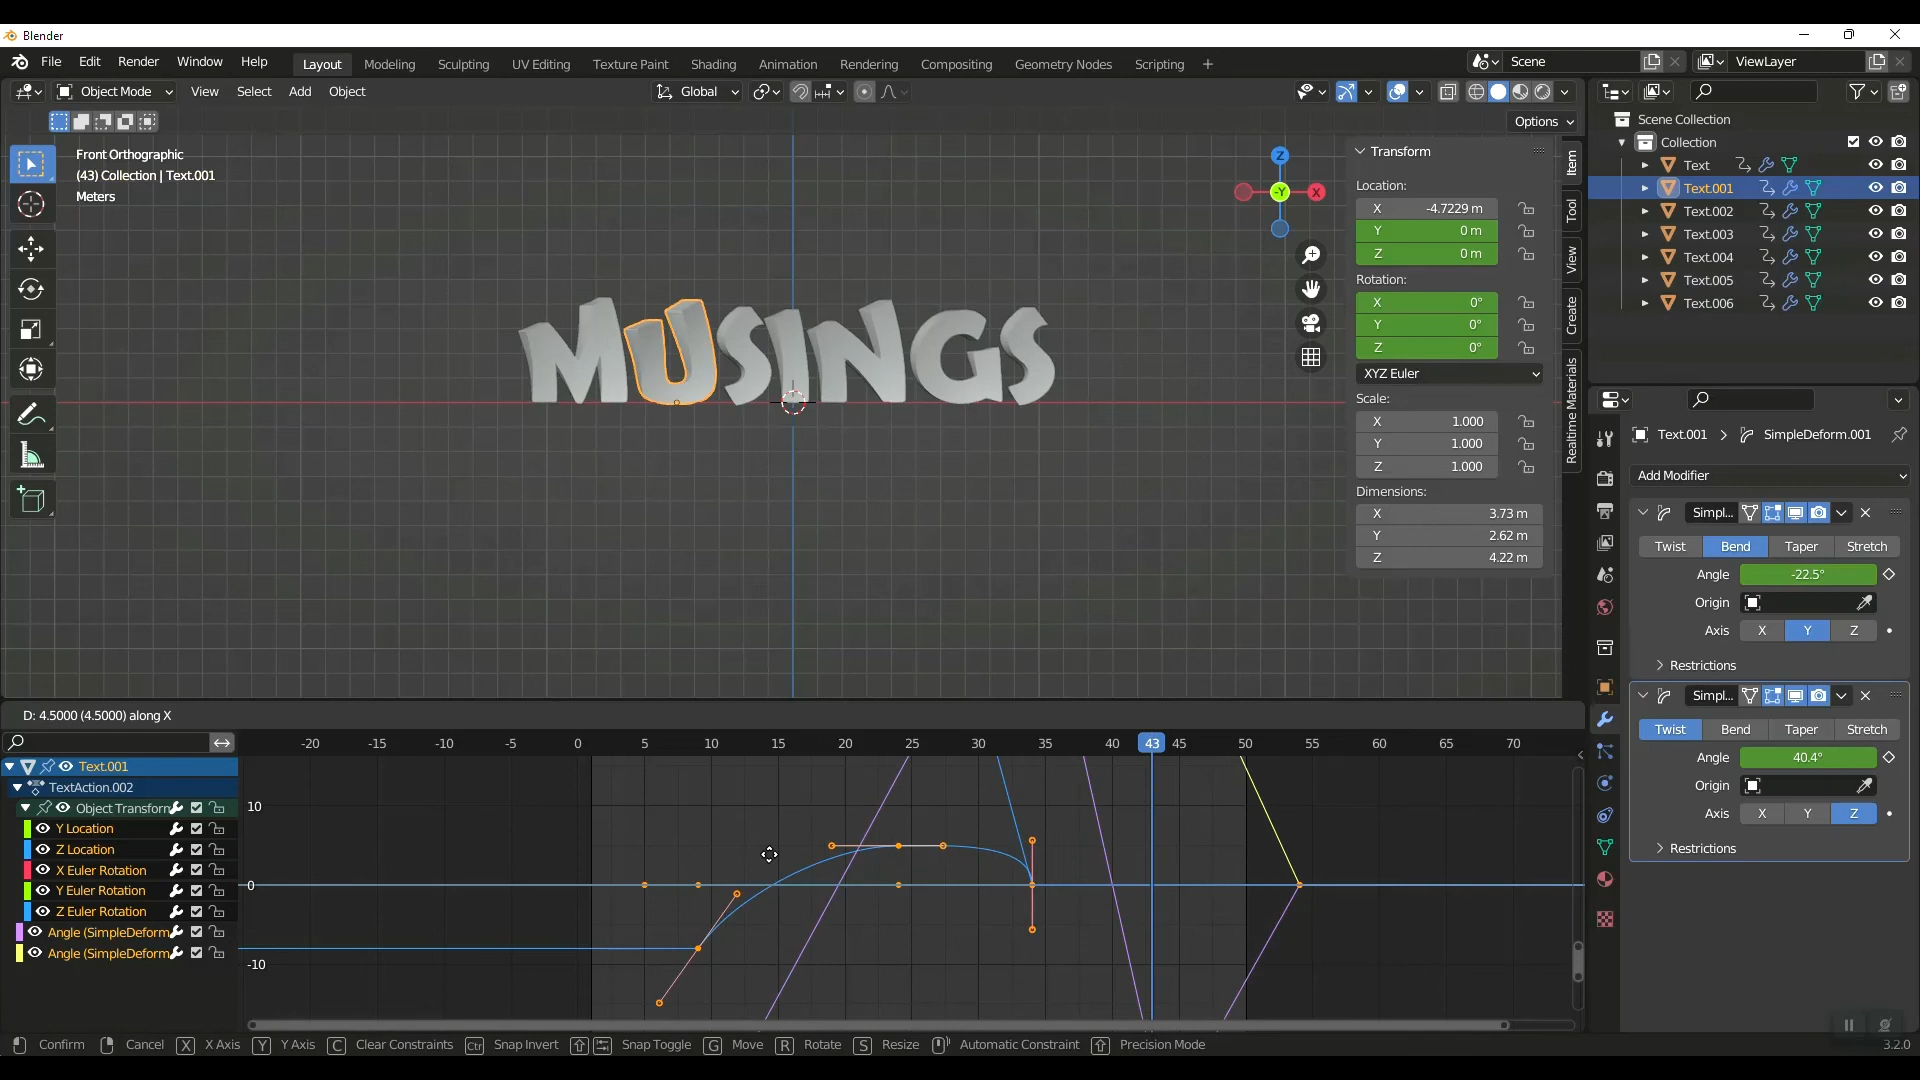 Blender
File Edit Render Window Help Layout Modeling Sculpting UV Editing Texture Paint Shading Animation Rendering Compositing Geometry Nodes Scripting + Scene ViewLayer
Object Mode View Select Add Object Global
Options
Front Orthographic
(43) Collection | Text.001
Meters
MUSINGS
Z
-Y
X
Transform
Location:
X -4.7229 m
Y 0 m
Z 0 m
Rotation:
X 0°
Y 0°
Z 0°
XYZ Euler
Scale:
X 1.000
Y 1.000
Z 1.000
Dimensions:
X 3.73 m
Y 2.62 m
Z 4.22 m
Item
Tool
View
Create
Realtime Materials
Scene Collection
Collection
Text
Text.001
Text.002
Text.003
Text.004
Text.005
Text.006
Text.001 > SimpleDeform.001
Add Modifier
Simpl...
Twist Bend Taper Stretch
Angle -22.5°
Origin
Axis X Y Z
Restrictions
Simpl...
Twist Bend Taper Stretch
Angle 40.4°
Origin
Axis X Y Z
Restrictions
D: 4.5000 (4.5000) along X
-20 -15 -10 -5 0 5 10 15 20 25 30 35 40 43 45 50 55 60 65 70
Text.001
TextAction.002
Object Transform
Y Location
Z Location
X Euler Rotation
Y Euler Rotation
Z Euler Rotation
Angle (SimpleDeform
Angle (SimpleDeform
10
0
-10
Confirm Cancel X X Axis Y Y Axis C Clear Constraints Ctr Snap Invert Snap Toggle G Move R Rotate S Resize Automatic Constraint Precision Mode 3.2.0